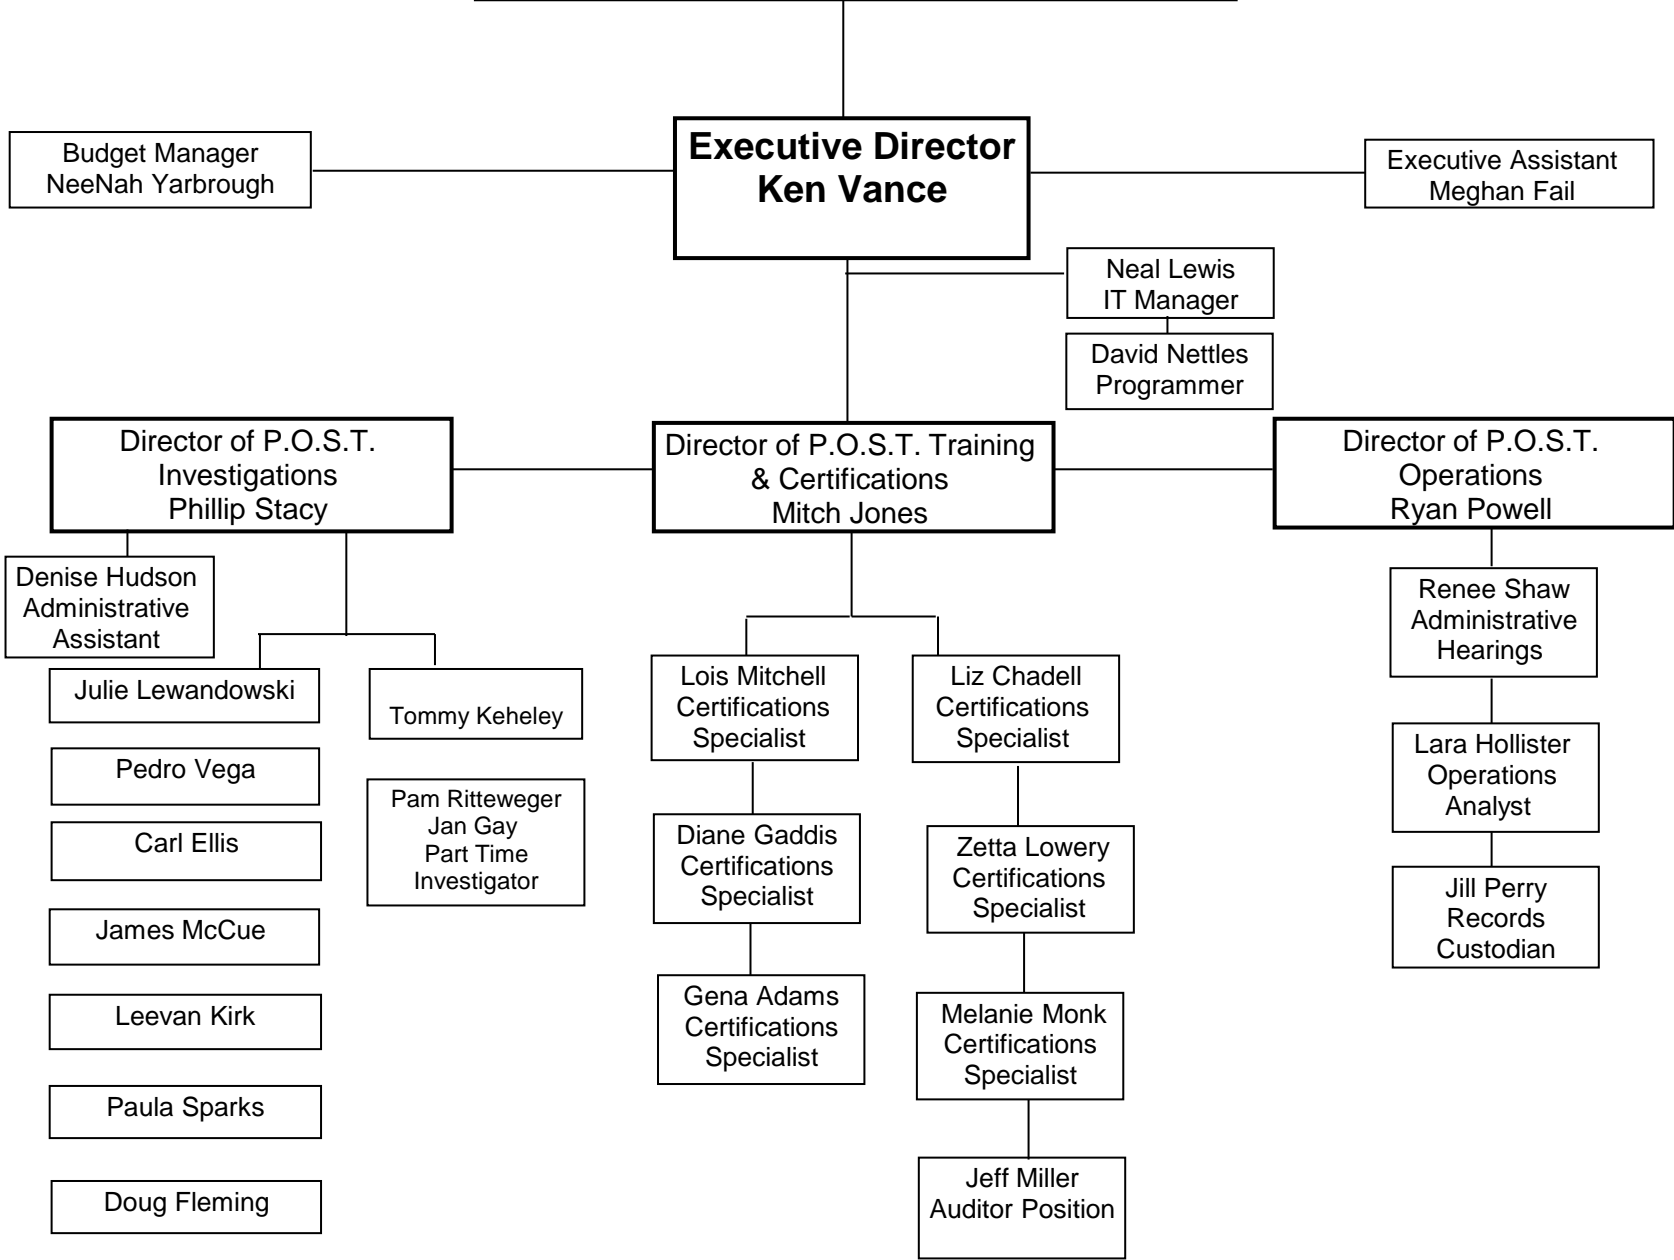 Executive Director
Ken Vance
Budget Manager
NeeNah Yarbrough
Executive Assistant
Meghan Fail
Neal Lewis
IT Manager
David Nettles
Programmer
Director of P.O.S.T.
Investigations
Phillip Stacy
Director of P.O.S.T. Training
& Certifications
Mitch Jones
Director of P.O.S.T.
Operations
Ryan Powell
Denise Hudson
Administrative
Assistant
Julie Lewandowski
Pedro Vega
Carl Ellis
James McCue
Leevan Kirk
Paula Sparks
Doug Fleming
Tommy Keheley
Pam Ritteweger
Jan Gay
Part Time
Investigator
Lois Mitchell
Certifications
Specialist
Diane Gaddis
Certifications
Specialist
Gena Adams
Certifications
Specialist
Liz Chadell
Certifications
Specialist
Zetta Lowery
Certifications
Specialist
Melanie Monk
Certifications
Specialist
Jeff Miller
Auditor Position
Renee Shaw
Administrative
Hearings
Lara Hollister
Operations
Analyst
Jill Perry
Records
Custodian